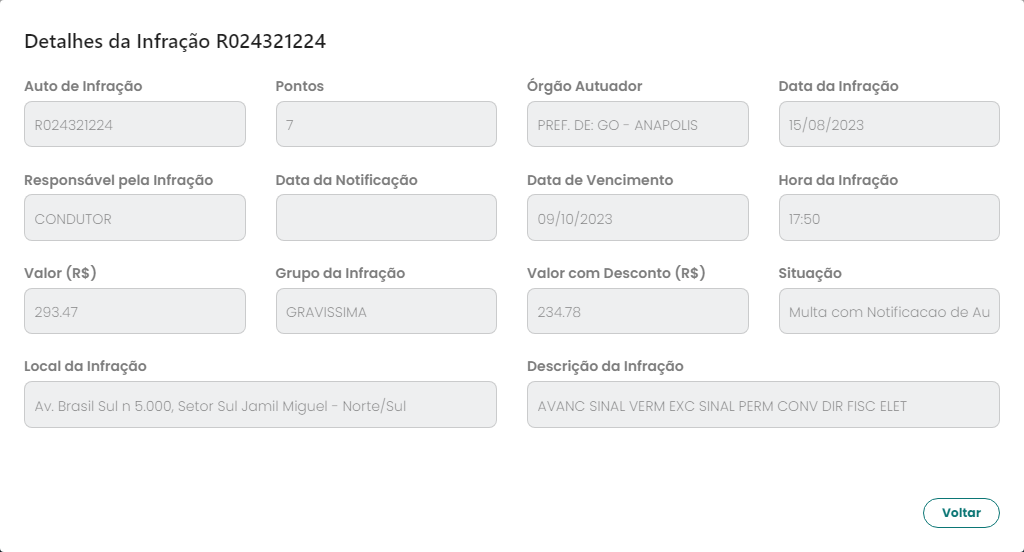 Detalhes da Infração R024321224
Auto de Infração Pontos Órgão Autuador Data da Infração
R024321224 7 PREF. DE: GO - ANAPOLIS 15/08/2023
Responsável pela Infração Data da Notificação Data de Vencimento Hora da Infração
CONDUTOR 09/10/2023 17:50
Valor (R$) Grupo da Infração Valor com Desconto (R$) Situação
293.47 GRAVISSIMA 234.78 Multa com Notificacao de Au
Local da Infração Descrição da Infração
Av. Brasil Sul n 5.000, Setor Sul Jamil Miguel - Norte/Sul AVANC SINAL VERM EXC SINAL PERM CONV DIR FISC ELET
Voltar